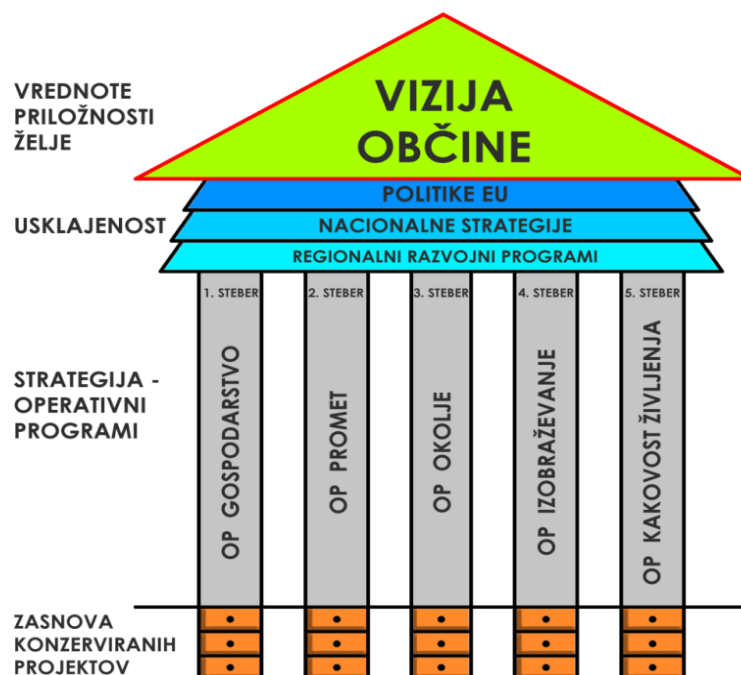 VREDNOTE
PRILOŽNOSTI
ŽELJE
VIZIJA
OBČINE
USKLAJENOST
POLITIKE EU
NACIONALNE STRATEGIJE
REGIONALNI RAZVOJNI PROGRAMI
STRATEGIJA -
OPERATIVNI
PROGRAMI
1. STEBER
OP GOSPODARSTVO
2. STEBER
OP PROMET
3. STEBER
OP OKOLJE
4. STEBER
OP IZOBRAŽEVANJE
5. STEBER
OP KAKOVOST ŽIVLJENJA
ZASNOVA
KONZERVIRANIH
PROJEKTOV